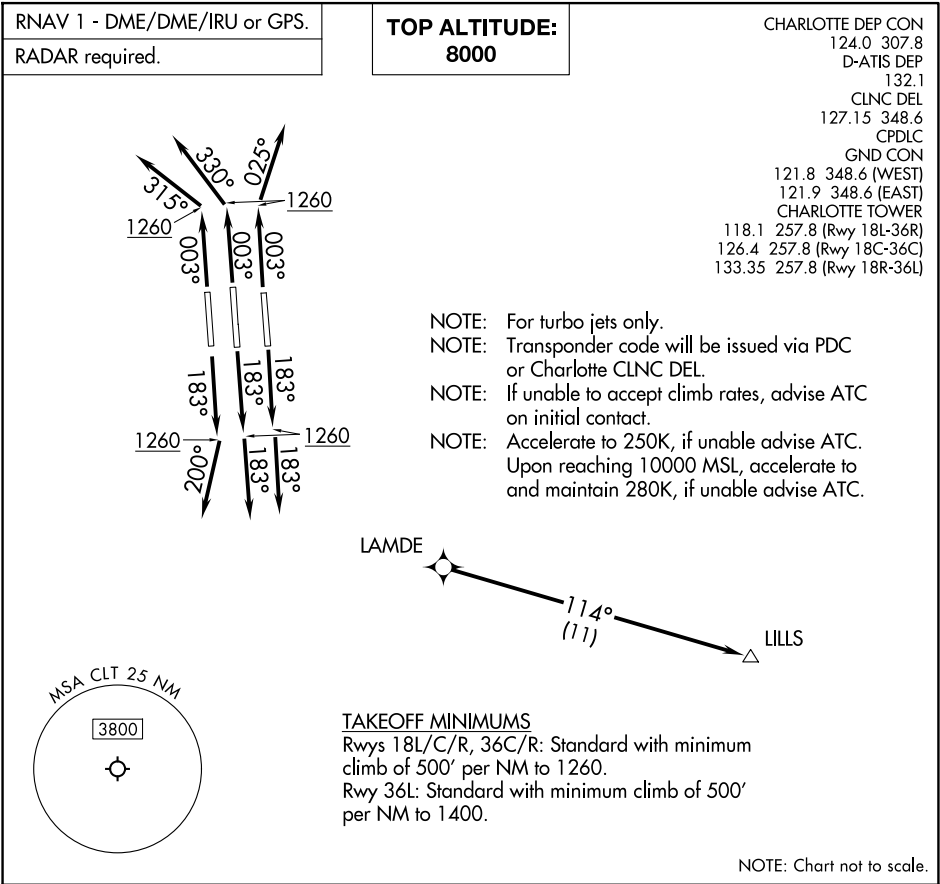 RNAV 1 - DME/DME/IRU or GPS.
RADAR required.
TOP ALTITUDE:
8000
CHARLOTTE DEP CON
124.0 307.8
D-ATIS DEP
132.1
CLNC DEL
127.15 348.6
CPDLC
GND CON
121.8 348.6 (WEST)
121.9 348.6 (EAST)
CHARLOTTE TOWER
118.1 257.8 (Rwy 18L-36R)
126.4 257.8 (Rwy 18C-36C)
133.35 257.8 (Rwy 18R-36L)
315°
330°
025°
1260
1260
003°
003°
003°
183°
183°
183°
1260
1260
200°
183°
183°
NOTE: For turbo jets only.
NOTE: Transponder code will be issued via PDC
or Charlotte CLNC DEL.
NOTE: If unable to accept climb rates, advise ATC
on initial contact.
NOTE: Accelerate to 250K, if unable advise ATC.
Upon reaching 10000 MSL, accelerate to
and maintain 280K, if unable advise ATC.
LAMDE
114°
(11)
LILLS
MSA CLT 25 NM
3800
TAKEOFF MINIMUMS
Rwys 18L/C/R, 36C/R: Standard with minimum
climb of 500' per NM to 1260.
Rwy 36L: Standard with minimum climb of 500'
per NM to 1400.
NOTE: Chart not to scale.